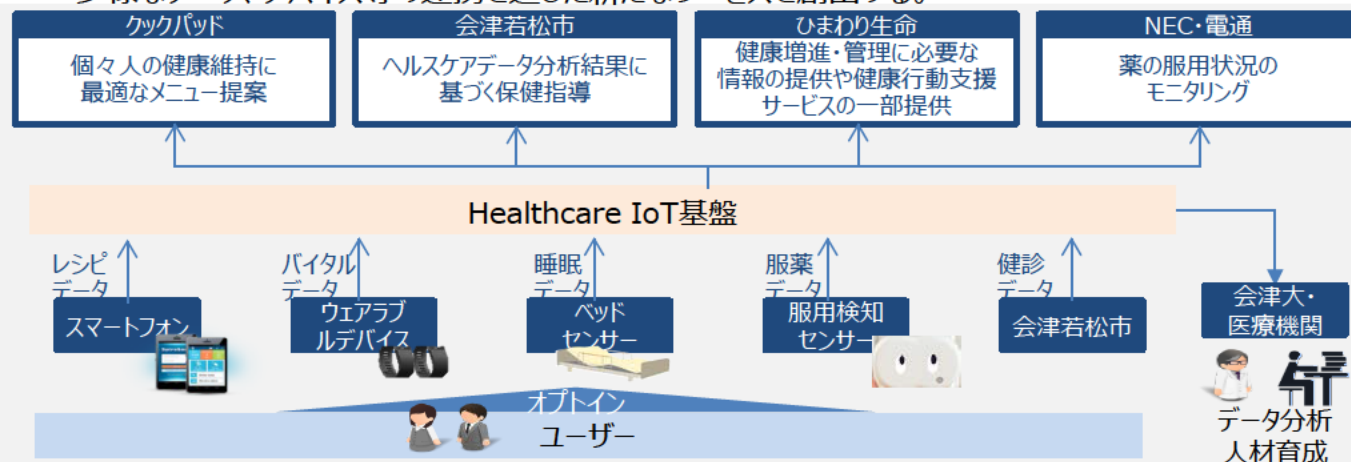 クックパッド
個々人の健康維持に
最適なメニュー提案
会津若松市
ヘルスケアデータ分析結果に
基づく保健指導
ひまわり生命
健康増進・管理に必要な
情報の提供や健康行動支援
サービスの一部提供
NEC・電通
薬の服用状況の
モニタリング
Healthcare IoT基盤
レシピ
データ
バイタル
データ
睡眠
データ
服薬
データ
健診
データ
スマートフォン
ウェアラブ
ルデバイス
ベッド
センサー
服用検知
センサー
会津若松市
会津大・
医療機関
オプトイン
ユーザー
データ分析
人材育成